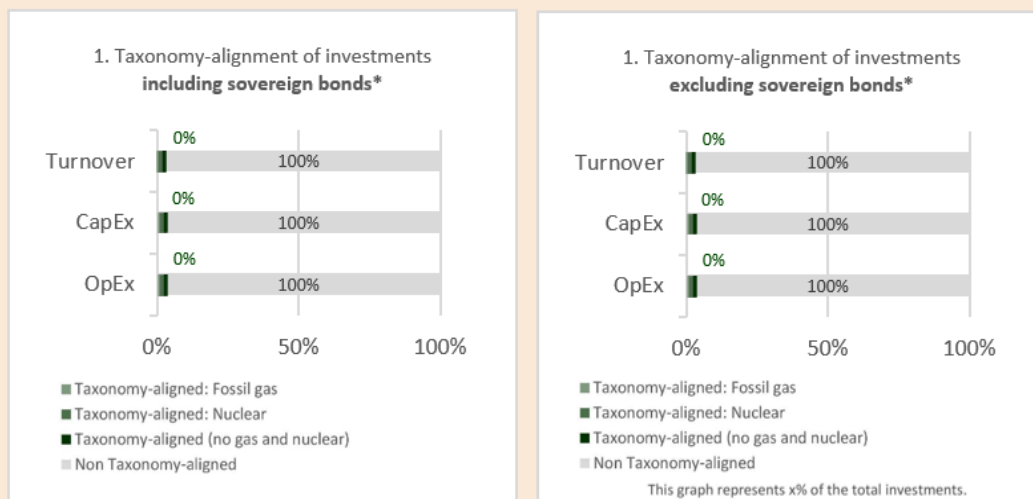 1. Taxonomy-alignment of investments
including sovereign bonds*
0%
Turnover
100%
0%
CapEx
100%
0%
OpEx
100%
0%
50%
100%
Taxonomy-aligned: Fossil gas
Taxonomy-aligned: Nuclear
Taxonomy-aligned (no gas and nuclear)
Non Taxonomy-aligned
1. Taxonomy-alignment of investments
excluding sovereign bonds*
0%
Turnover
100%
0%
CapEx
100%
0%
OpEx
100%
0%
50%
100%
Taxonomy-aligned: Fossil gas
Taxonomy-aligned: Nuclear
Taxonomy-aligned (no gas and nuclear)
Non Taxonomy-aligned
This graph represents x% of the total investments.